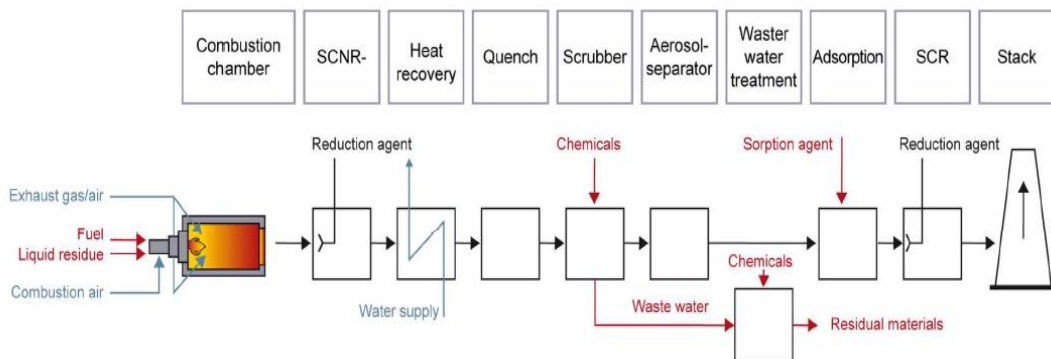 Combustion
chamber
SCNR-
Heat
recovery
Quench
Scrubber
Aerosol-
separator
Waster
water
treatment
Adsorption
SCR
Stack
Reduction agent
Chemicals
Sorption agent
Reduction agent
Exhaust gas/air
Fuel
Liquid residue
Combustion air
Water supply
Waste water
Chemicals
Residual materials